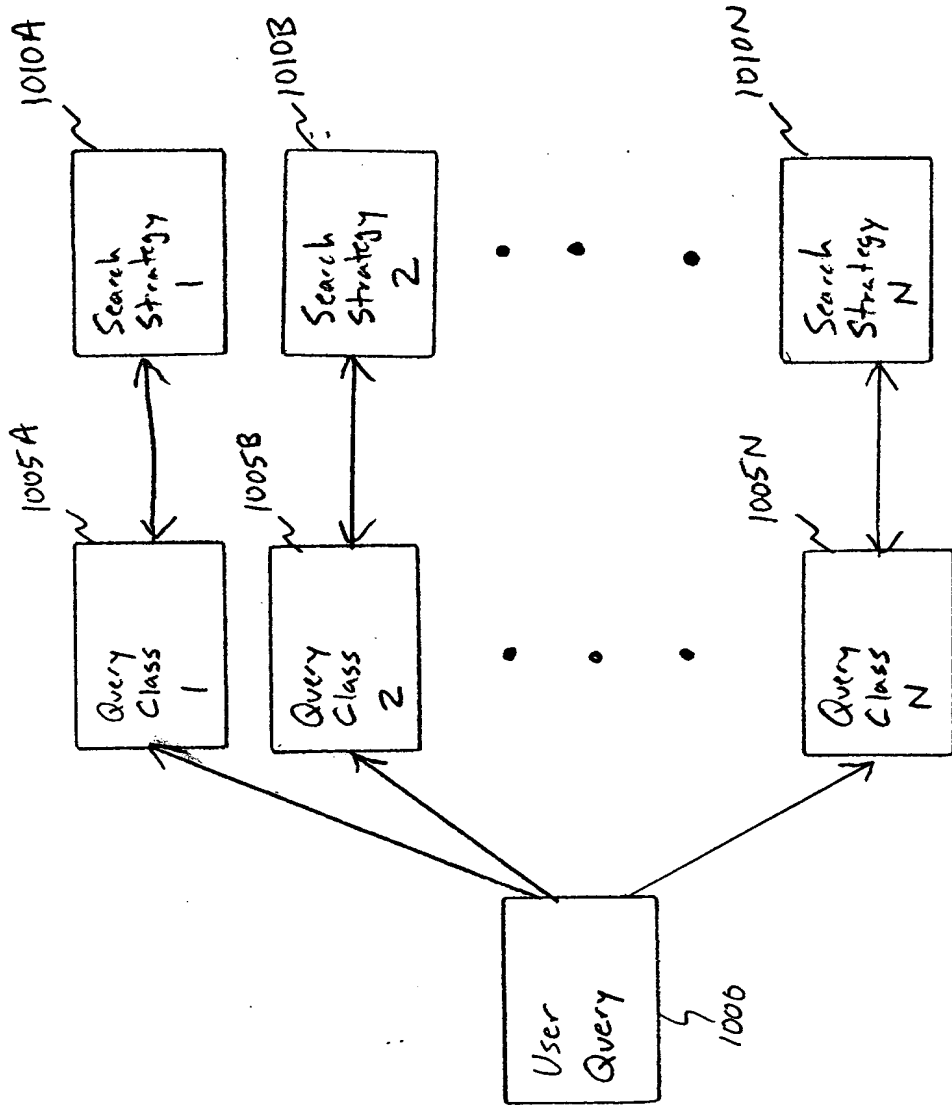 1005A
1010A
Query
Class
1
Search
Strategy
1
1005B
1010B
Query
Class
2
Search
Strategy
2
User
Query
1006
1005N
1010N
Query
Class
N
Search
Strategy
N